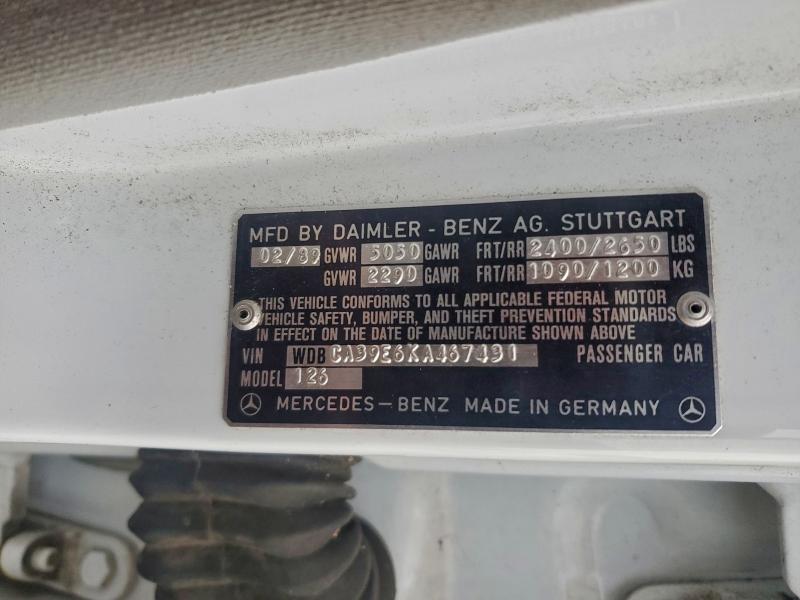 MFD BY DAIMLER - BENZ AG. STUTTGART
02/89 GVWR 5050 GAWR FRT/RR 2400/2650 LBS
GVWR 2290 GAWR FRT/RR 1090/1200 KG
THIS VEHICLE CONFORMS TO ALL APPLICABLE FEDERAL MOTOR
VEHICLE SAFETY, BUMPER, AND THEFT PREVENTION STANDARDS
IN EFFECT ON THE DATE OF MANUFACTURE SHOWN ABOVE
VIN WDB CA39E6KA467431 PASSENGER CAR
MODEL 126
MERCEDES-BENZ MADE IN GERMANY